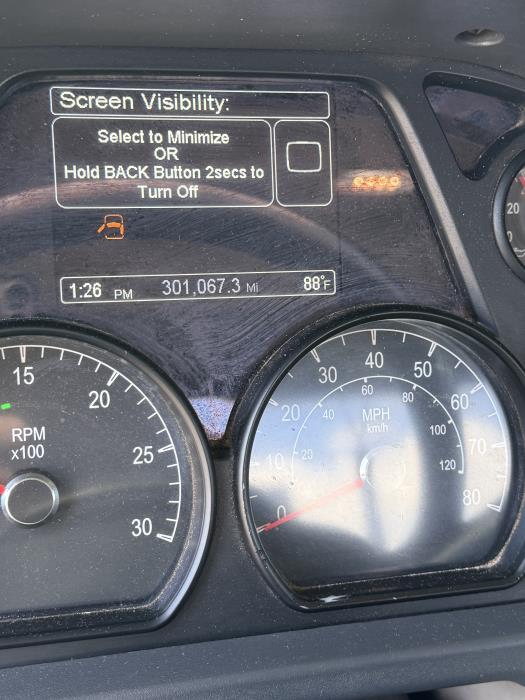 Screen Visibility:
Select to Minimize
OR
Hold BACK Button 2secs to
Turn Off
1:26 PM 301,067.3 Mi 88°F
15
20
25
30
RPM
x100
0
10
20
30
40
50
60
70
80
20
40
60
80
100
120
MPH
km/h
20
0